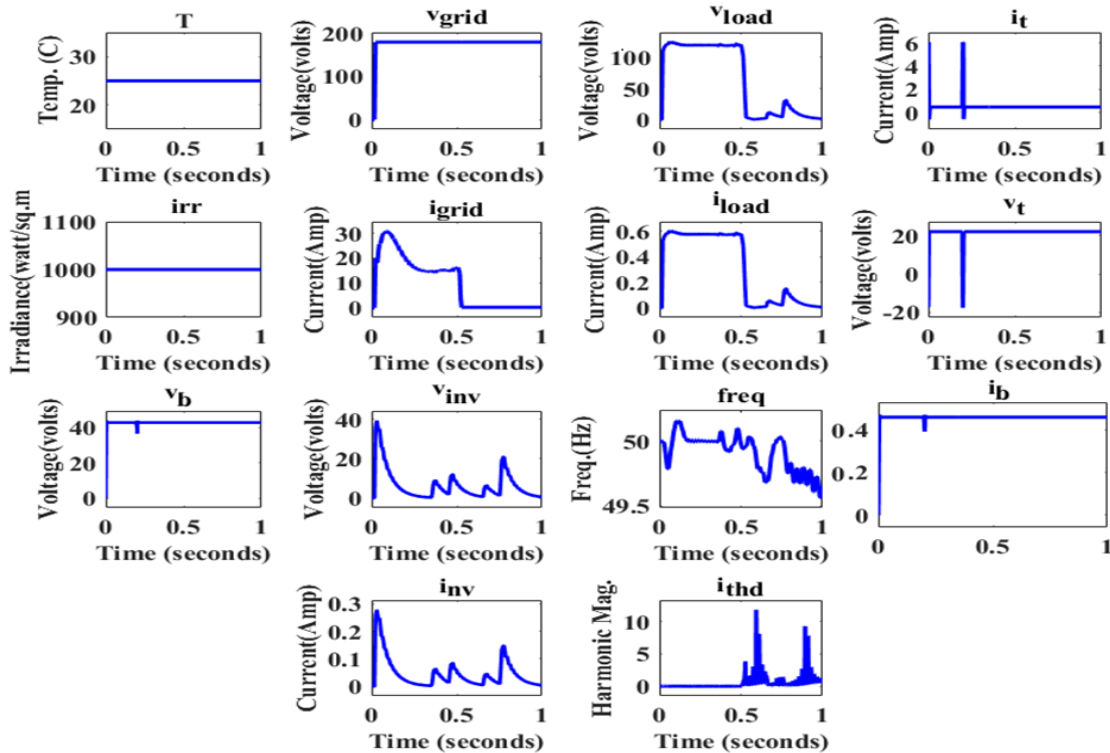 T
Temp. (C)
30
20
0 0.5 1
Time (seconds)
vgrid
Voltage(volts)
200
100
0
0 0.5 1
Time (seconds)
vload
Voltage(volts)
100
50
0
0 0.5 1
Time (seconds)
it
Current(Amp)
6
4
2
0
0 0.5 1
Time (seconds)
irr
Irradiance(watt/sq.m
1100
1000
900
0 0.5 1
Time (seconds)
igrid
Current(Amp)
30
20
10
0
0 0.5 1
Time (seconds)
iload
Current(Amp)
0.6
0.4
0.2
0
0 0.5 1
Time (seconds)
vt
Voltage(volts)
20
0
-20
0 0.5 1
Time (seconds)
vb
Voltage(volts)
40
20
0
0 0.5 1
Time (seconds)
vinv
Voltage(volts)
40
20
0
0 0.5 1
Time (seconds)
freq
Freq.(Hz)
50
49.5
0 0.5 1
Time (seconds)
ib
0.4
0.2
0
0 0.5 1
inv
Current(Amp)
0.3
0.2
0.1
0
0 0.5 1
Time (seconds)
ithd
Harmonic Mag.
10
5
0
0 0.5 1
Time (seconds)